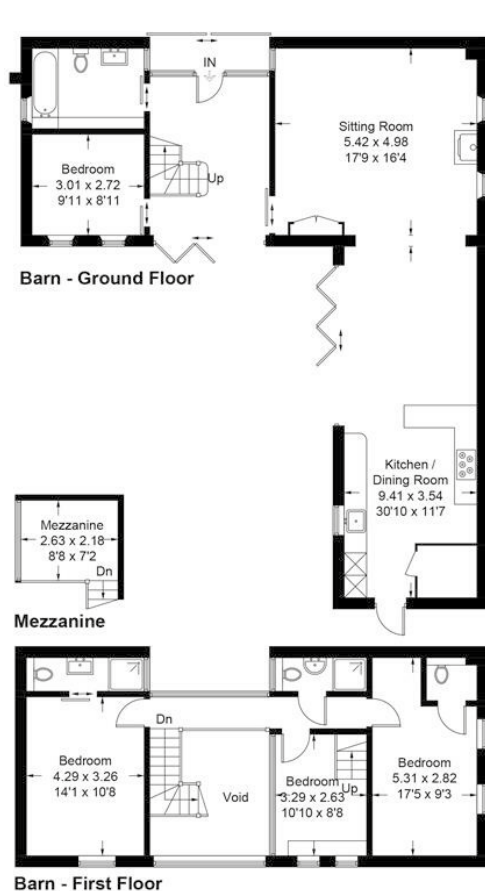 IN
Sitting Room
5.42 x 4.98
17'9 x 16'4
Bedroom
3.01 x 2.72
9'11 x 8'11
Up
Barn - Ground Floor
Kitchen /
Dining Room
9.41 x 3.54
30'10 x 11'7
Mezzanine
2.63 x 2.18
8'8 x 7'2
Dn
Mezzanine
Dn
Bedroom
4.29 x 3.26
14'1 x 10'8
Void
Bedroom
3.29 x 2.63
10'10 x 8'8
Up
Bedroom
5.31 x 2.82
17'5 x 9'3
Barn - First Floor